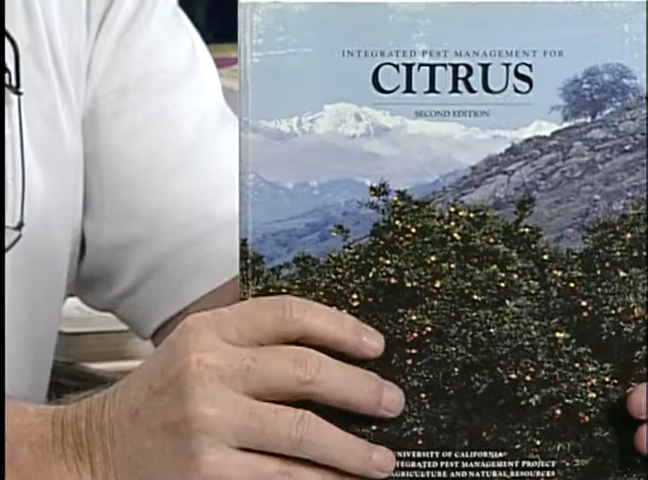 INTEGRATED PEST MANAGEMENT FOR
CITRUS
SECOND EDITION
UNIVERSITY OF CALIFORNIA
INTEGRATED PEST MANAGEMENT PROJECT
AGRICULTURE AND NATURAL RESOURCES